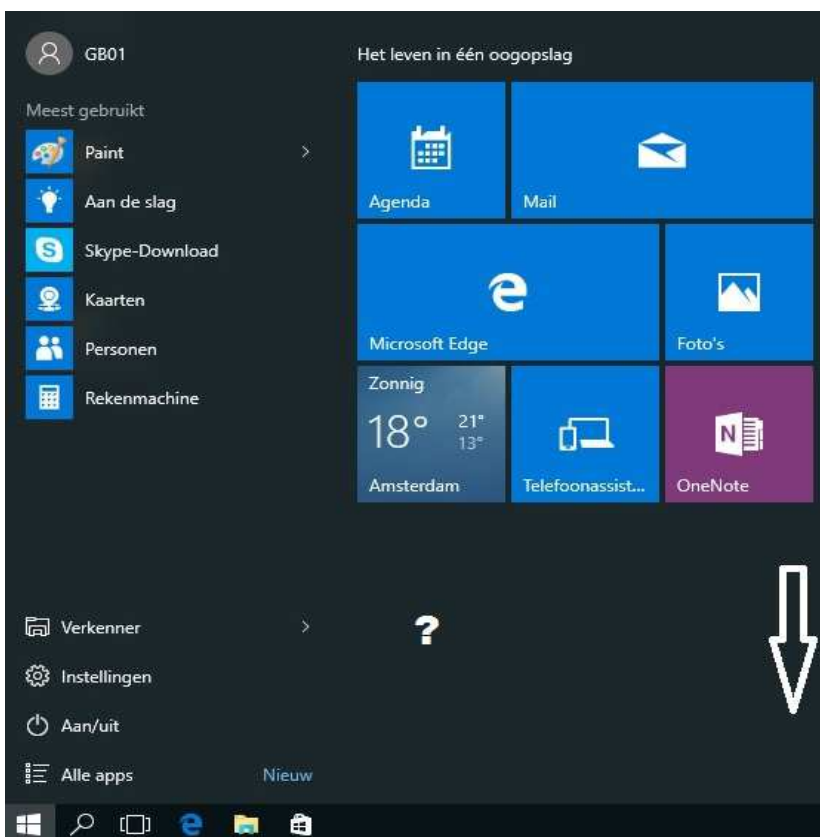 GB01
Meest gebruikt
Paint
Aan de slag
Skype-Download
Kaarten
Personen
Rekenmachine
Verkenner
Instellingen
Aan/uit
Alle apps Nieuw
Het leven in één oogopslag
Agenda
Mail
Microsoft Edge
Foto's
Zonnig
18° 21°
13°
Amsterdam
Telefoonassist...
OneNote
?